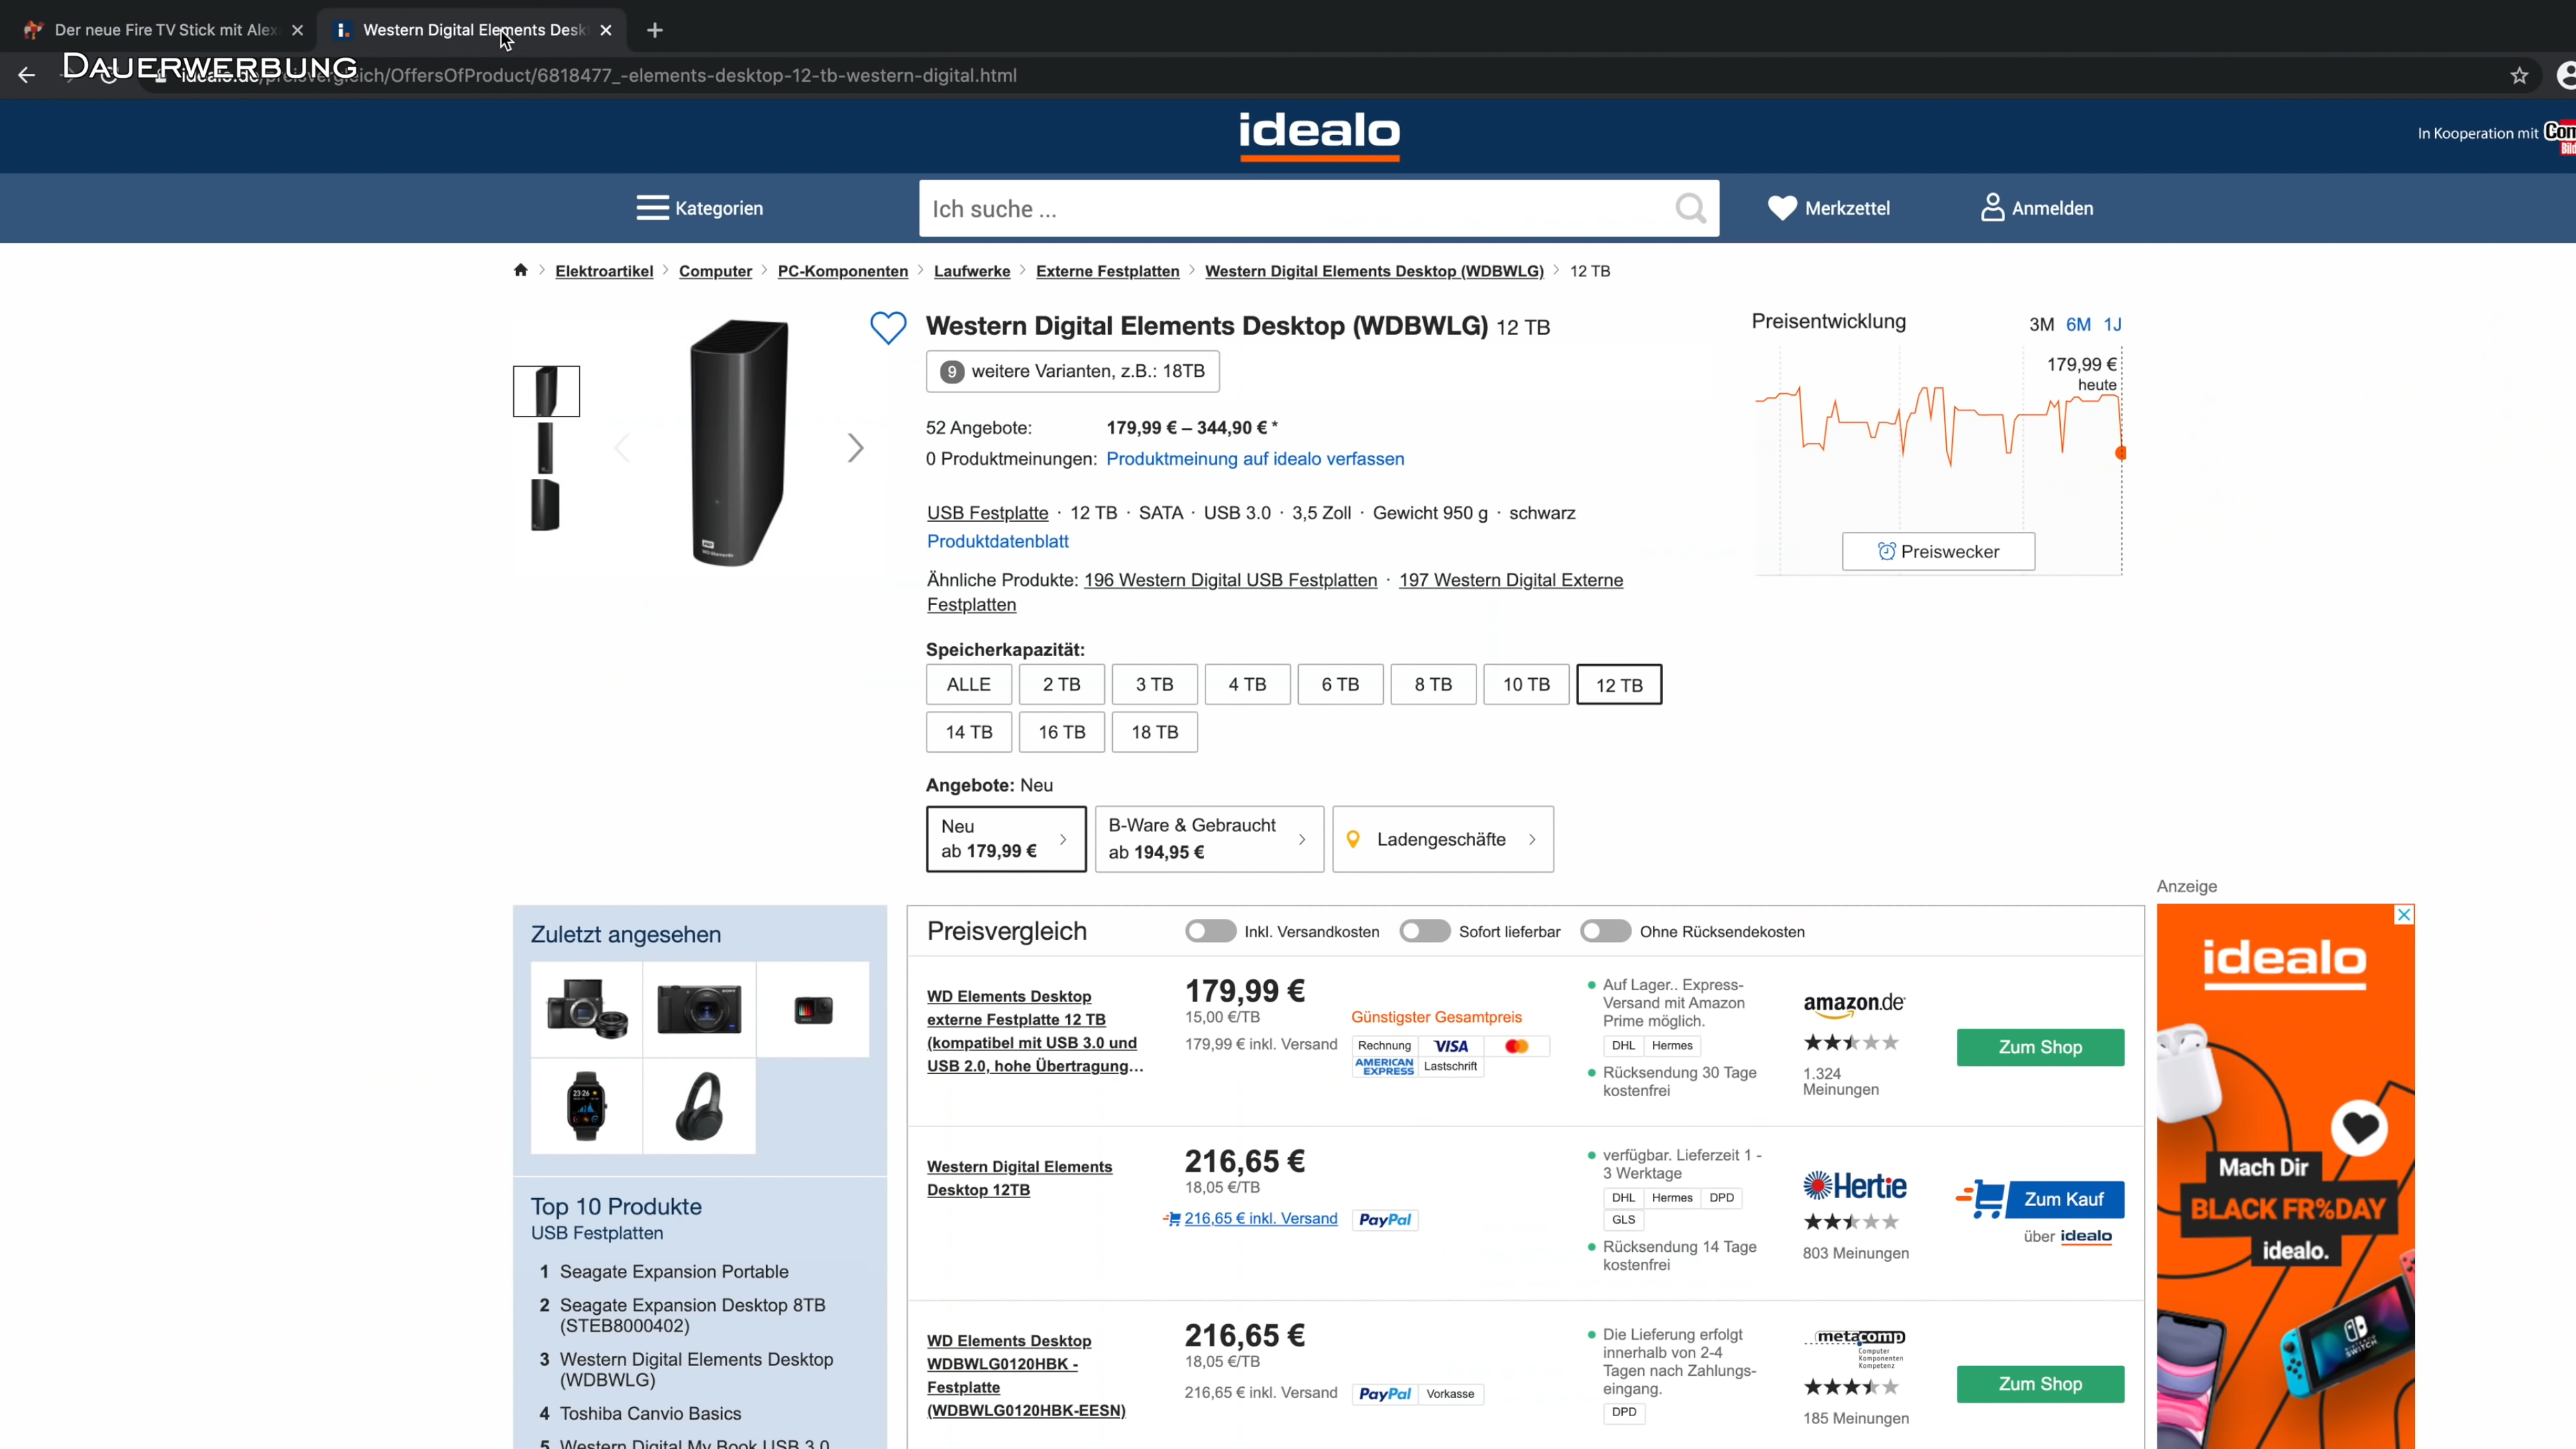 Der neue Fire TV Stick mit Alex
Western Digital Elements Desk
DAUERWERBUNG
/OffersOfProduct/6818477_-elements-desktop-12-tb-western-digital.html
idealo
In Kooperation mit
Kategorien
Ich suche ...
Merkzettel
Anmelden
Elektroartikel > Computer > PC-Komponenten > Laufwerke > Externe Festplatten > Western Digital Elements Desktop (WDBWLG) > 12 TB
Western Digital Elements Desktop (WDBWLG) 12 TB
9 weitere Varianten, z.B.: 18TB
52 Angebote: 179,99 € – 344,90 € *
0 Produktmeinungen: Produktmeinung auf idealo verfassen
USB Festplatte · 12 TB · SATA · USB 3.0 · 3,5 Zoll · Gewicht 950 g · schwarz
Produktdatenblatt
Ähnliche Produkte: 196 Western Digital USB Festplatten · 197 Western Digital Externe
Festplatten
Preisentwicklung
3M 6M 1J
179,99 €
heute
Preiswecker
Speicherkapazität:
ALLE 2 TB 3 TB 4 TB 6 TB 8 TB 10 TB 12 TB
14 TB 16 TB 18 TB
Angebote: Neu
Neu
ab 179,99 €
B-Ware & Gebraucht
ab 194,95 €
Ladengeschäfte
Zuletzt angesehen
Top 10 Produkte
USB Festplatten
1 Seagate Expansion Portable
2 Seagate Expansion Desktop 8TB
(STEB8000402)
3 Western Digital Elements Desktop
(WDBWLG)
4 Toshiba Canvio Basics
5 Western Digital My Book USB 3.0
Preisvergleich
Inkl. Versandkosten
Sofort lieferbar
Ohne Rücksendekosten
WD Elements Desktop
externe Festplatte 12 TB
(kompatibel mit USB 3.0 und
USB 2.0, hohe Übertragung...
179,99 €
15,00 €/TB
179,99 € inkl. Versand
Günstigster Gesamtpreis
Rechnung VISA
AMERICAN EXPRESS Lastschrift
Auf Lager.. Express-
Versand mit Amazon
Prime möglich.
DHL Hermes
Rücksendung 30 Tage
kostenfrei
amazon.de
1.324
Meinungen
Zum Shop
Western Digital Elements
Desktop 12TB
216,65 €
18,05 €/TB
216,65 € inkl. Versand
PayPal
verfügbar. Lieferzeit 1 -
3 Werktage
DHL Hermes DPD
GLS
Rücksendung 14 Tage
kostenfrei
Hertie
803 Meinungen
Zum Kauf
über idealo
WD Elements Desktop
WDBWLG0120HBK -
Festplatte
(WDBWLG0120HBK-EESN)
216,65 €
18,05 €/TB
216,65 € inkl. Versand
PayPal Vorkasse
Die Lieferung erfolgt
innerhalb von 2-4
Tagen nach Zahlungs-
eingang.
DPD
metacomp
Computer
Komponenten
Kompetenz
185 Meinungen
Zum Shop
Anzeige
idealo
Mach Dir
BLACK FR%DAY
idealo.